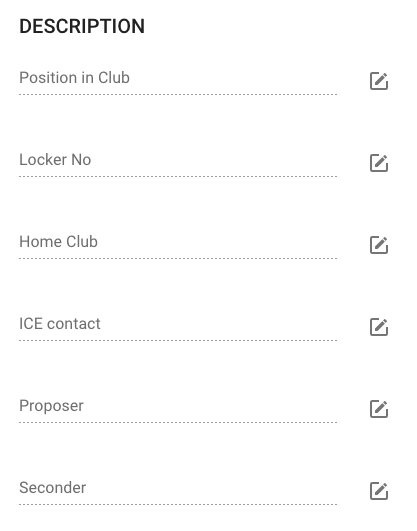 DESCRIPTION
Position in Club
Locker No
Home Club
ICE contact
Proposer
Seconder